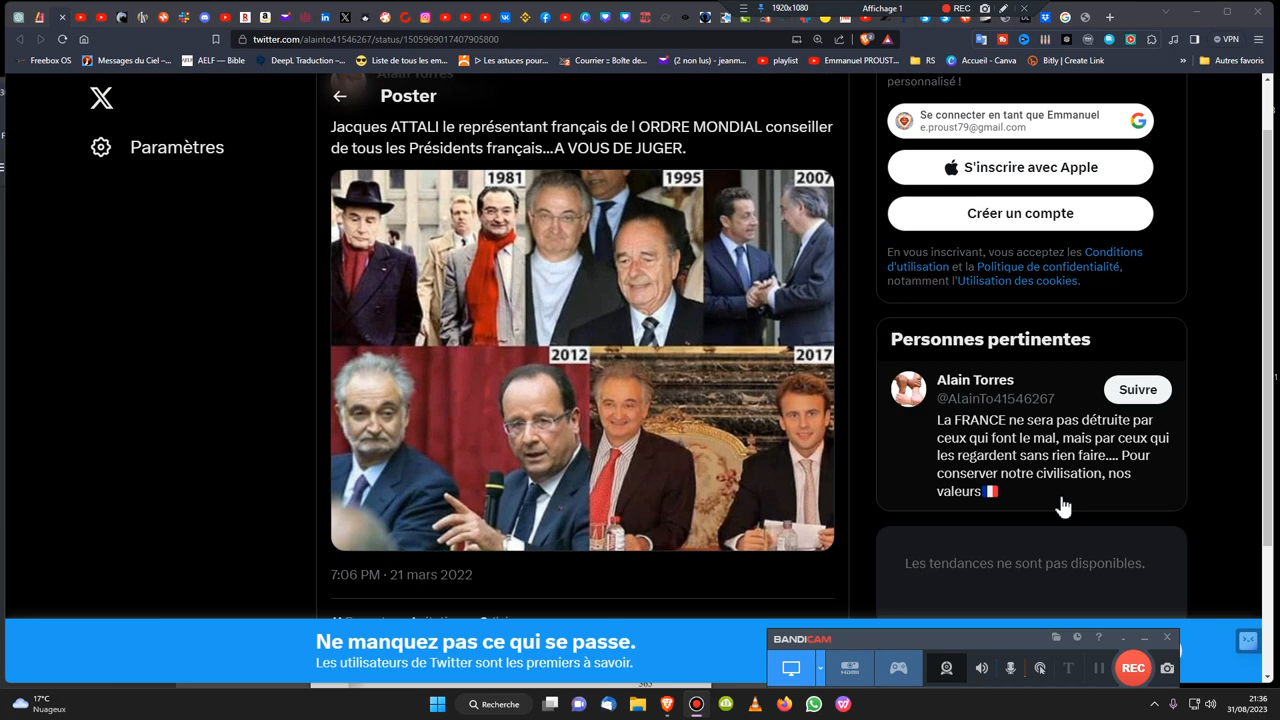 1920x1080
Affichage 1
REC
twitter.com/alainto41546267/status/1505969017407905800
VPN
Freebox OS
Messages du Ciel –...
AELF — Bible
DeepL Traduction –...
Liste de tous les em...
▷ Les astuces pour...
Courrier :: Boîte de...
(2 non lus) - jeanm...
playlist
Emmanuel PROUST...
RS
Accueil - Canva
Bitly | Create Link
»
Autres favoris
Alain Torres
Poster
Paramètres
Jacques ATTALI le représentant français de l ORDRE MONDIAL conseiller
de tous les Présidents français...A VOUS DE JUGER.
1981
1995
2007
2012
2017
7:06 PM · 21 mars 2022
personnalisé !
Se connecter en tant que Emmanuel
e.proust79@gmail.com
S'inscrire avec Apple
Créer un compte
En vous inscrivant, vous acceptez les Conditions
d'utilisation et la Politique de confidentialité,
notamment l'Utilisation des cookies.
Personnes pertinentes
Alain Torres
@AlainTo41546267
Suivre
La FRANCE ne sera pas détruite par
ceux qui font le mal, mais par ceux qui
les regardent sans rien faire.... Pour
conserver notre civilisation, nos
valeurs🇫🇷
Les tendances ne sont pas disponibles.
Ne manquez pas ce qui se passe.
Les utilisateurs de Twitter sont les premiers à savoir.
BANDICAM
HDMI
REC
17°C
Nuageux
Recherche
21:36
31/08/2023